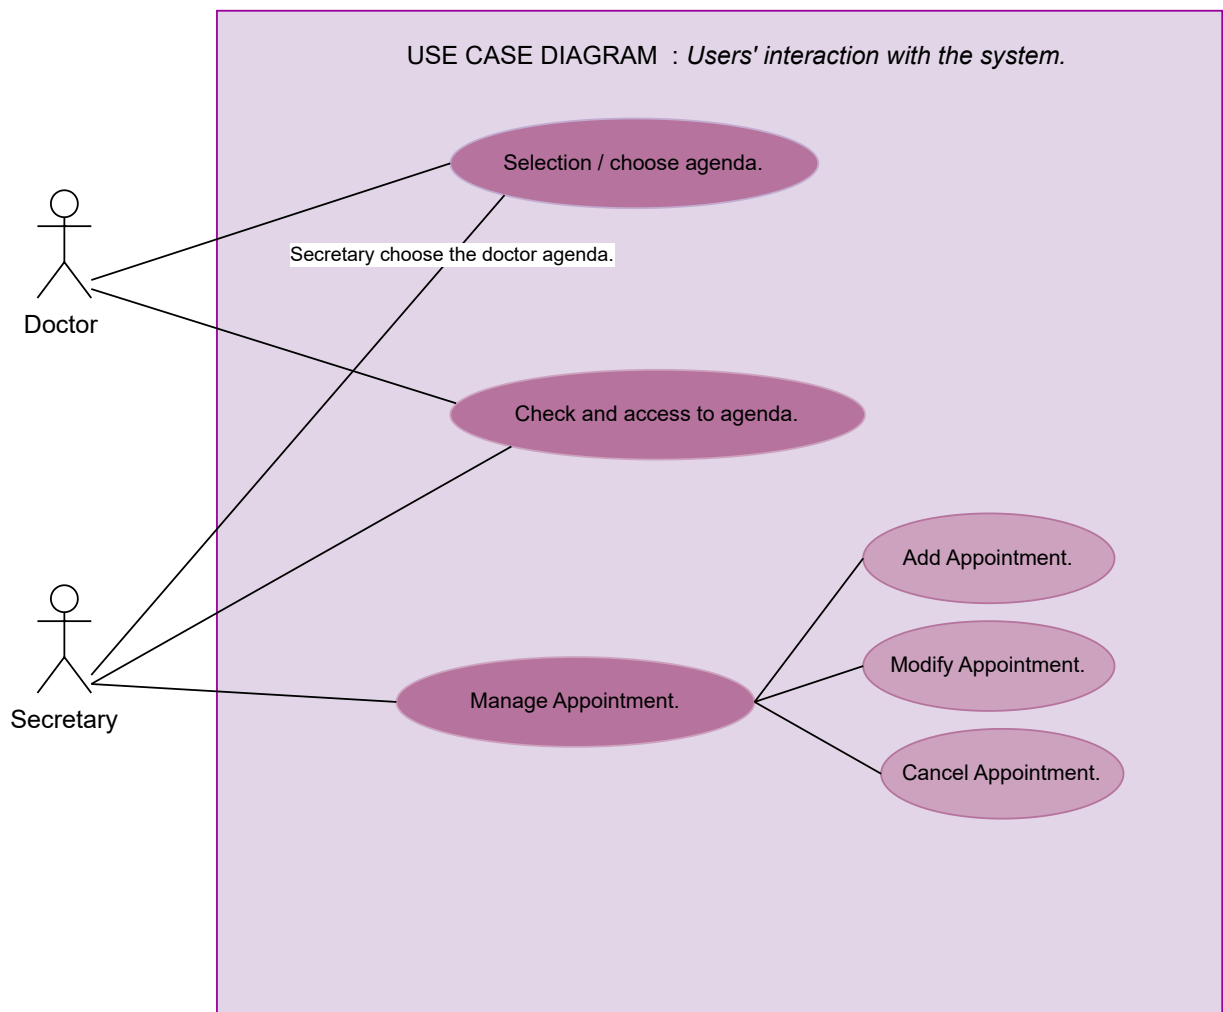 USE CASE DIAGRAM : Users' interaction with the system.
Selection / choose agenda.
Secretary choose the doctor agenda.
Doctor
Check and access to agenda.
Add Appointment.
Modify Appointment.
Manage Appointment.
Secretary
Cancel Appointment.